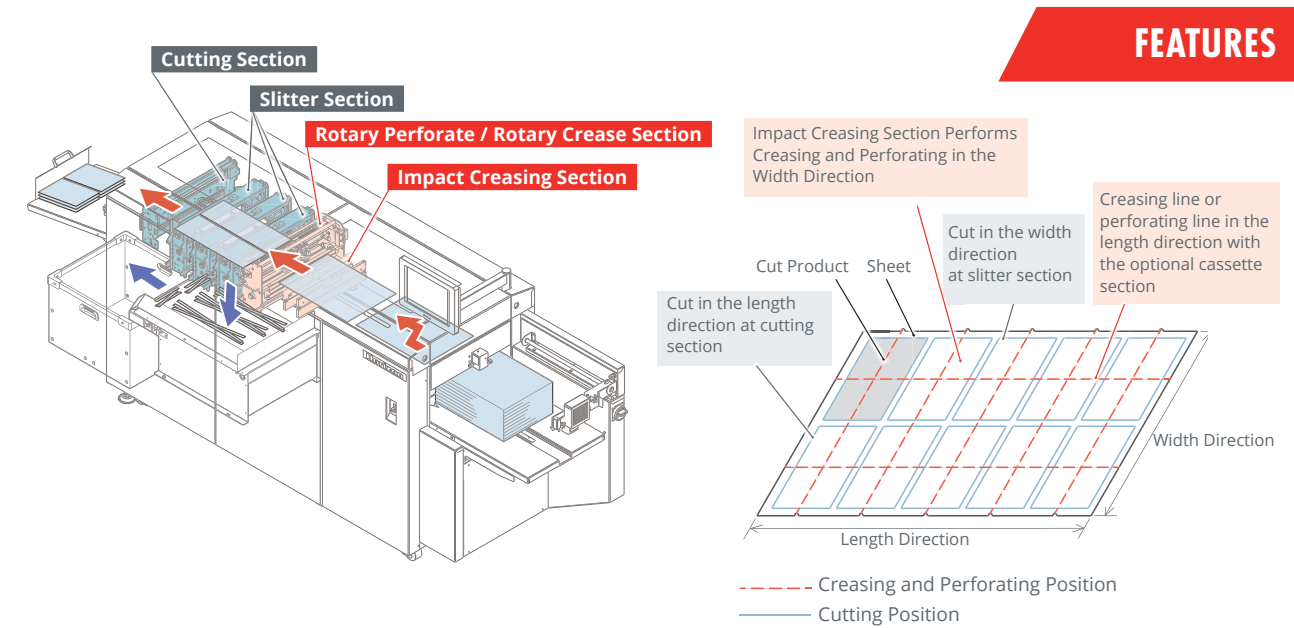 FEATURES
Cutting Section
Slitter Section
Rotary Perforate / Rotary Crease Section
Impact Creasing Section
Impact Creasing Section Performs
Creasing and Perforating in the
Width Direction
Creasing line or
perforating line in the
length direction with
the optional cassette
section
Cut in the width
direction
at slitter section
Cut Product
Sheet
Cut in the length
direction at cutting
section
Width Direction
Length Direction
Creasing and Perforating Position
Cutting Position